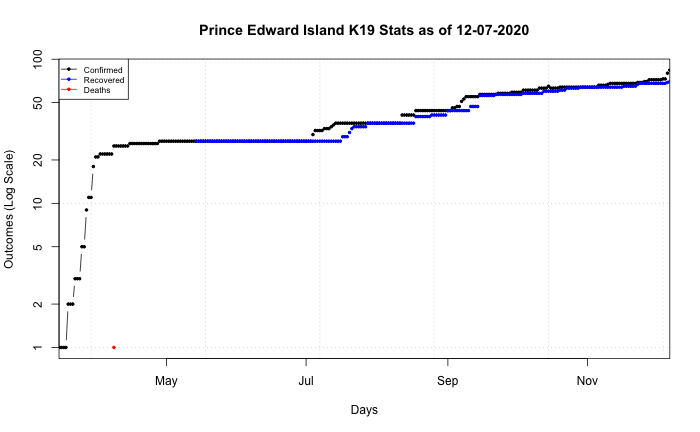 Prince Edward Island K19 Stats as of 12-07-2020
Confirmed
Recovered
Deaths
Outcomes (Log Scale)
100
50
20
10
5
2
1
May
Jul
Sep
Nov
Days